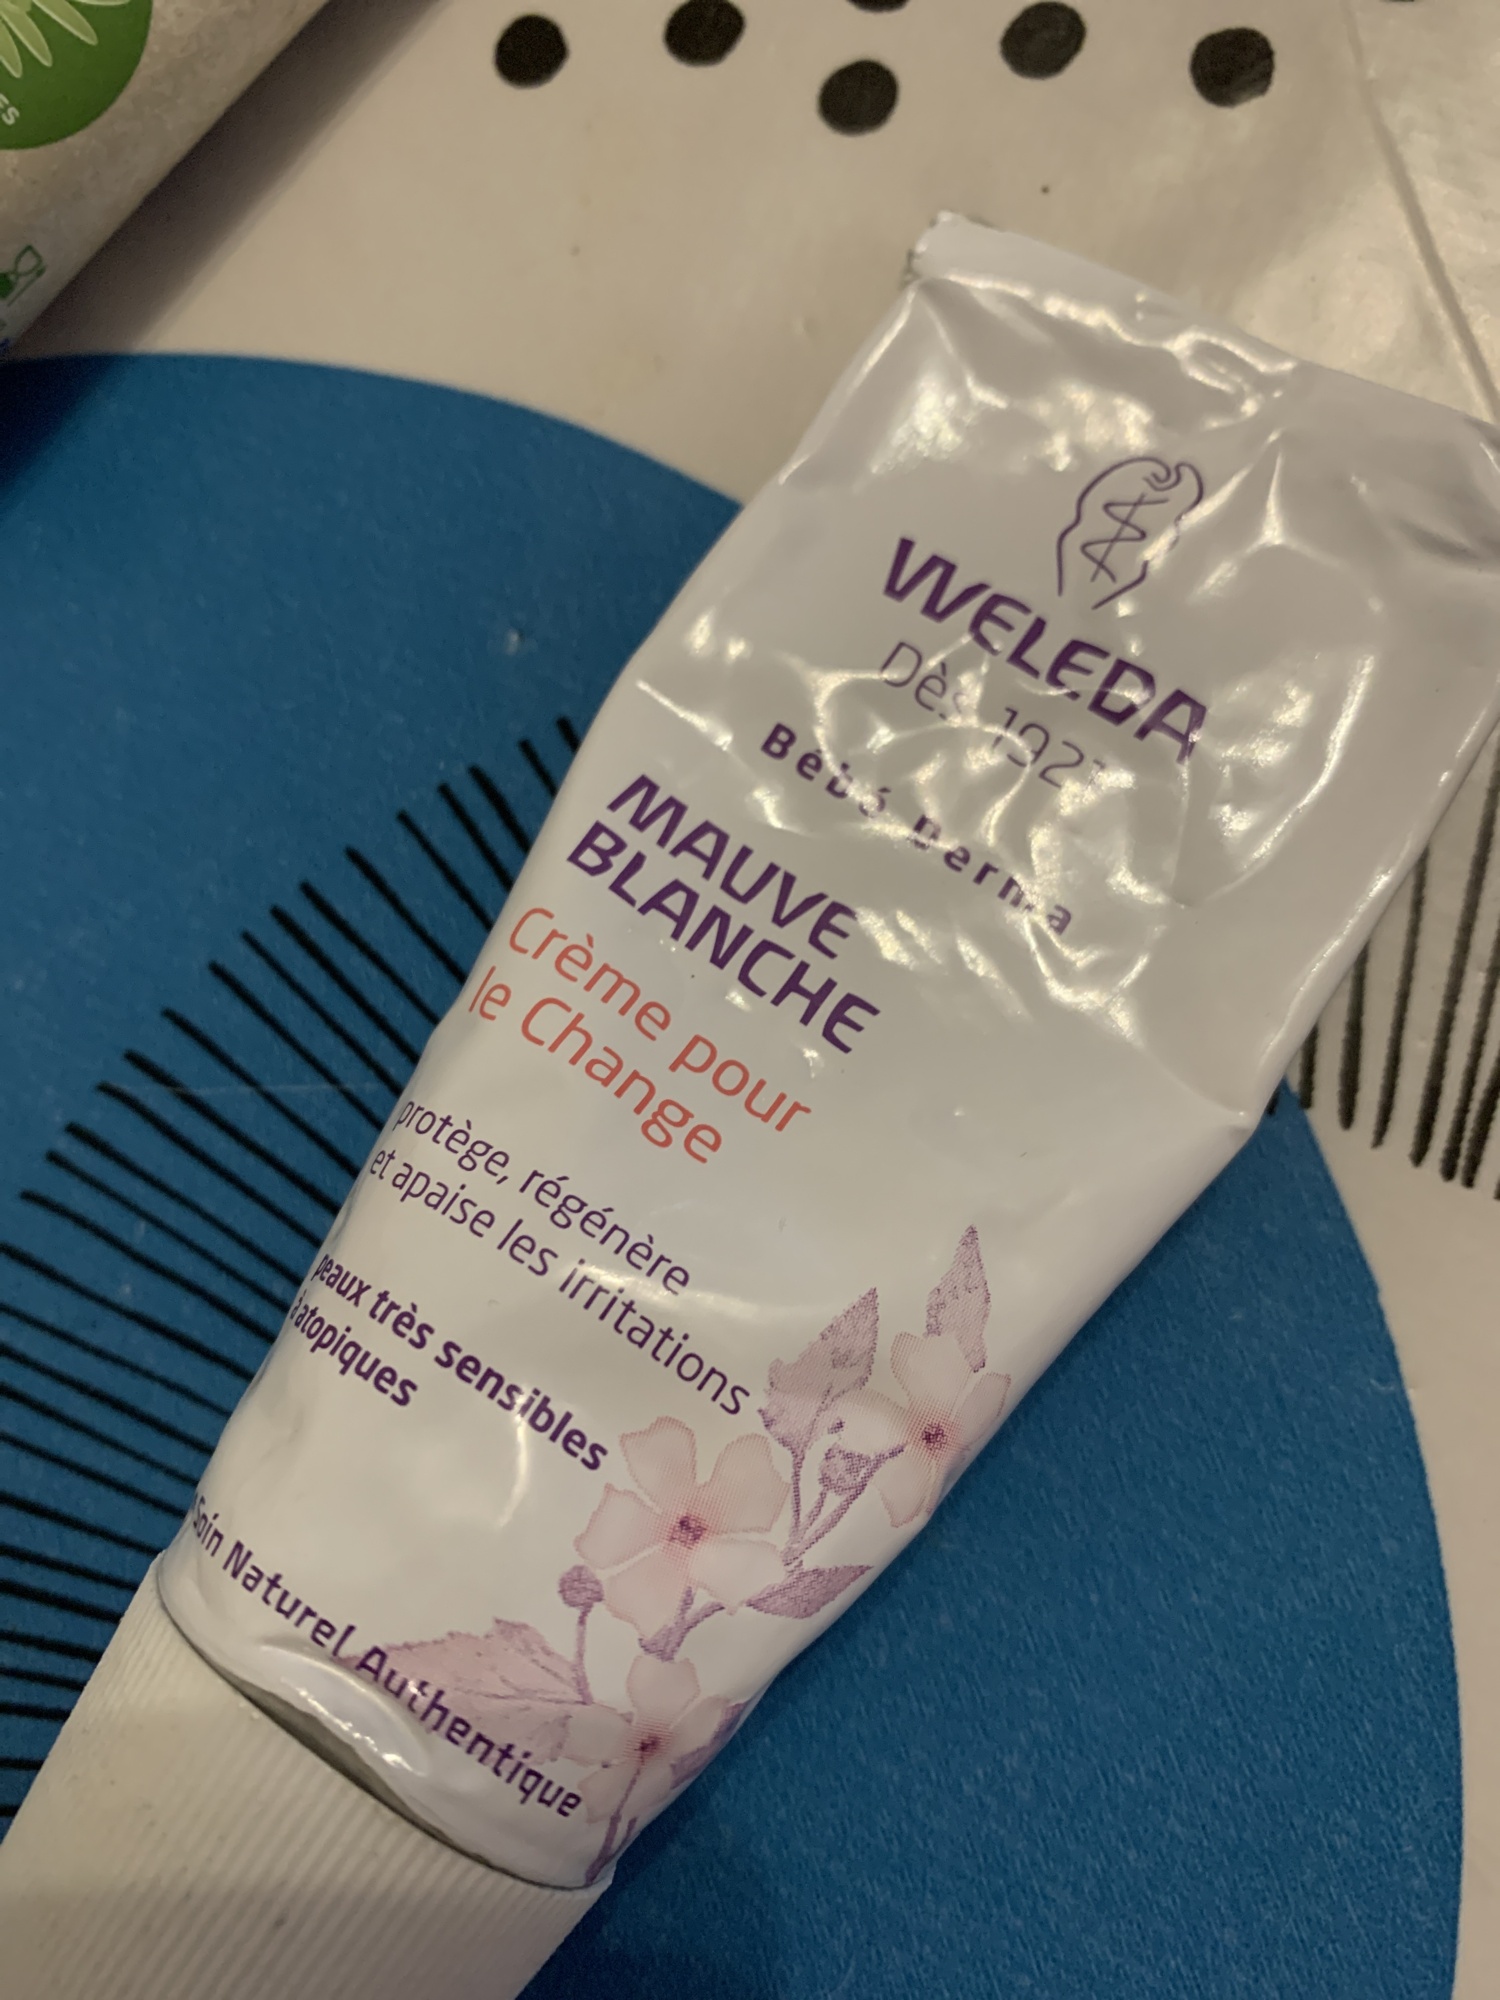 WELEDA
Dès 1921
Bébé Derma
MAUVE
BLANCHE
Crème pour
le Change
protège, régénère
et apaise les irritations
peaux très sensibles
à atopiques
Soin Naturel Authentique